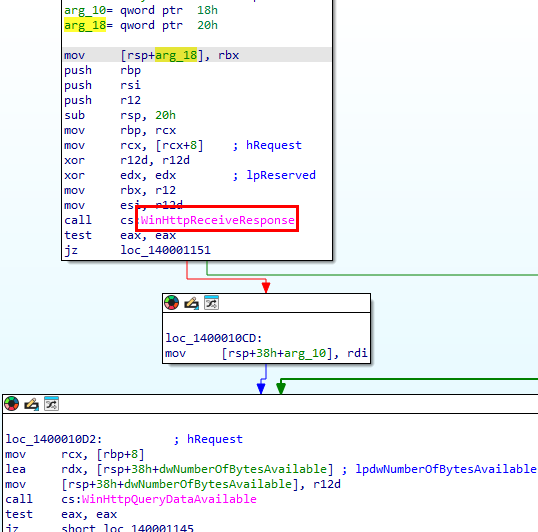 arg_10= qword ptr  18h
arg_18= qword ptr  20h
mov     [rsp+arg_18], rbx
push    rbp
push    rsi
push    r12
sub     rsp, 20h
mov     rbp, rcx
mov     rcx, [rcx+8]    ; hRequest
xor     r12d, r12d
xor     edx, edx        ; lpReserved
mov     rbx, r12
mov     esi, r12d
call    cs:WinHttpReceiveResponse
test    eax, eax
jz      loc_140001151
loc_1400010CD:
mov     [rsp+38h+arg_10], rdi
loc_1400010D2:          ; hRequest
mov     rcx, [rbp+8]
lea     rdx, [rsp+38h+dwNumberOfBytesAvailable] ; lpdwNumberOfBytesAvailable
mov     [rsp+38h+dwNumberOfBytesAvailable], r12d
call    cs:WinHttpQueryDataAvailable
test    eax, eax
jz      short loc_140001145